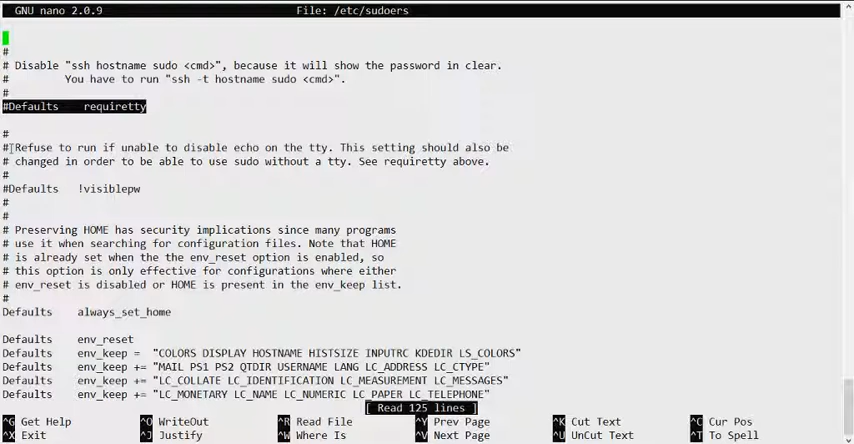 GNU nano 2.0.9 File: /etc/sudoers
#
# Disable "ssh hostname sudo <cmd>", because it will show the password in clear.
# You have to run "ssh -t hostname sudo <cmd>".
#
#Defaults requiretty
#
# Refuse to run if unable to disable echo on the tty. This setting should also be
# changed in order to be able to use sudo without a tty. See requiretty above.
#
#Defaults !visiblepw
#
#
# Preserving HOME has security implications since many programs
# use it when searching for configuration files. Note that HOME
# is already set when the the env_reset option is enabled, so
# this option is only effective for configurations where either
# env_reset is disabled or HOME is present in the env_keep list.
#
Defaults always_set_home
Defaults env_reset
Defaults env_keep = "COLORS DISPLAY HOSTNAME HISTSIZE INPUTRC KDEDIR LS_COLORS"
Defaults env_keep += "MAIL PS1 PS2 QTDIR USERNAME LANG LC_ADDRESS LC_CTYPE"
Defaults env_keep += "LC_COLLATE LC_IDENTIFICATION LC_MEASUREMENT LC_MESSAGES"
Defaults env_keep += "LC_MONETARY LC_NAME LC_NUMERIC LC_PAPER LC_TELEPHONE"
[ Read 125 lines ]
^G Get Help ^O WriteOut ^R Read File ^Y Prev Page ^K Cut Text ^C Cur Pos
^X Exit ^J Justify ^W Where Is ^V Next Page ^U UnCut Text ^T To Spell